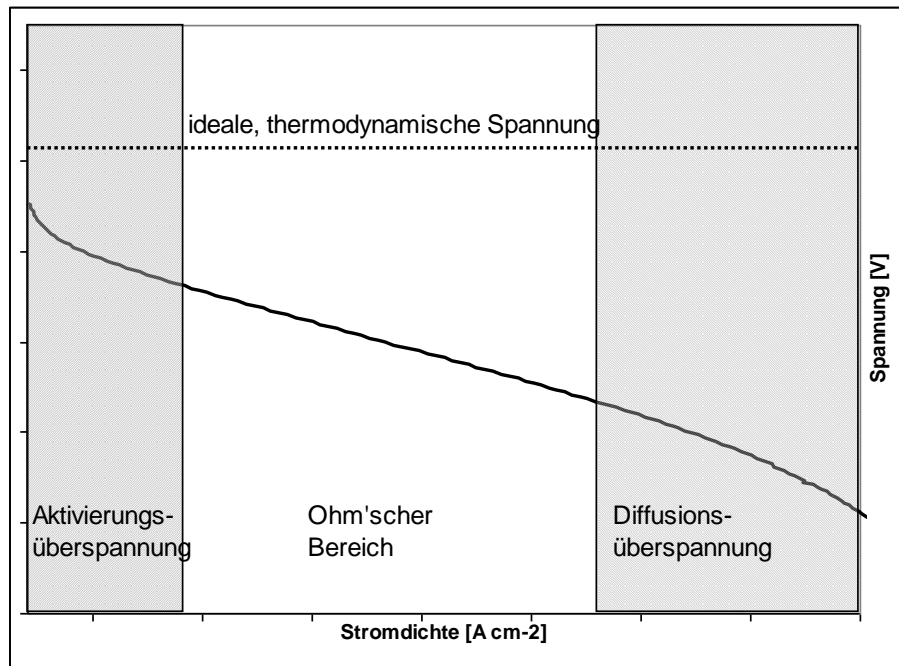 ideale, thermodynamische Spannung
Spannung [V]
Aktivierungs-
überspannung
Ohm'scher
Bereich
Diffusions-
überspannung
Stromdichte [A cm-2]